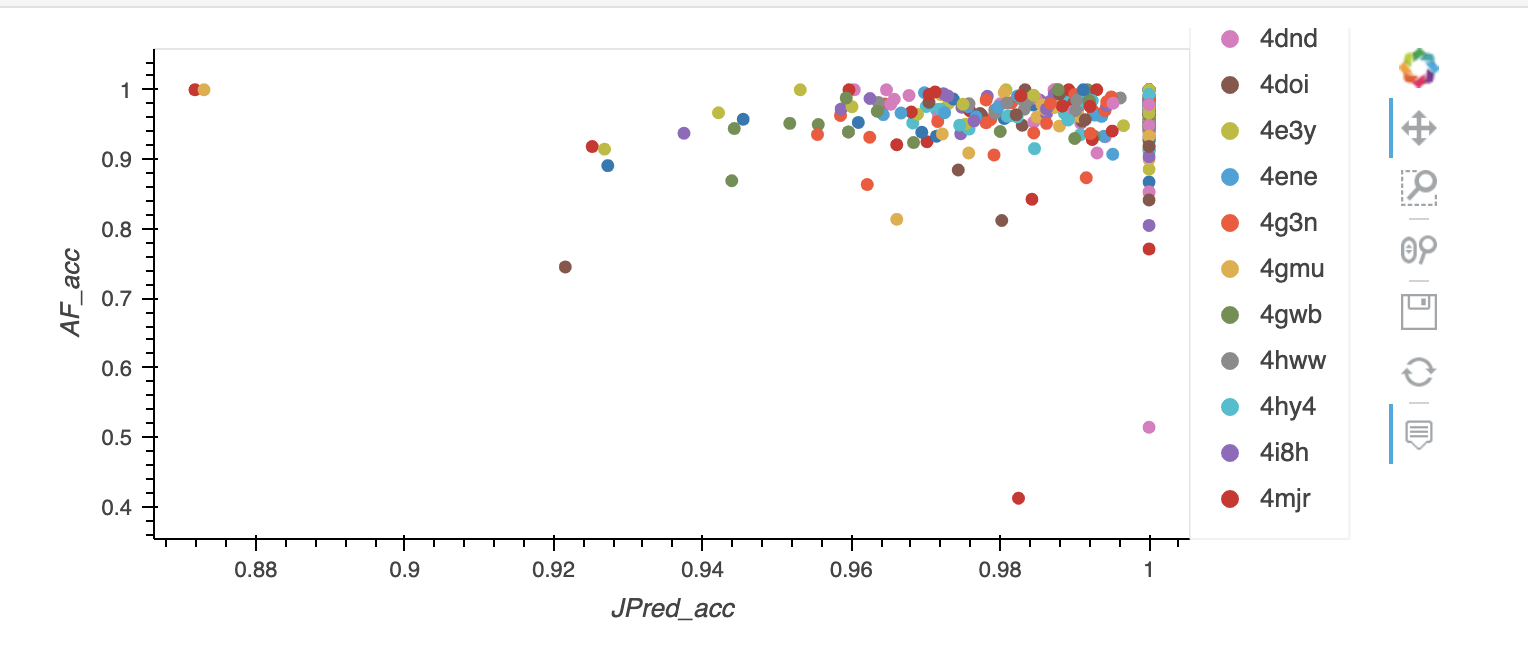 1
0.9
0.8
0.7
0.6
0.5
0.4
AF_acc
0.88
0.9
0.92
0.94
0.96
0.98
1
JPred_acc
4dnd
4doi
4e3y
4ene
4g3n
4gmu
4gwb
4hww
4hy4
4i8h
4mjr